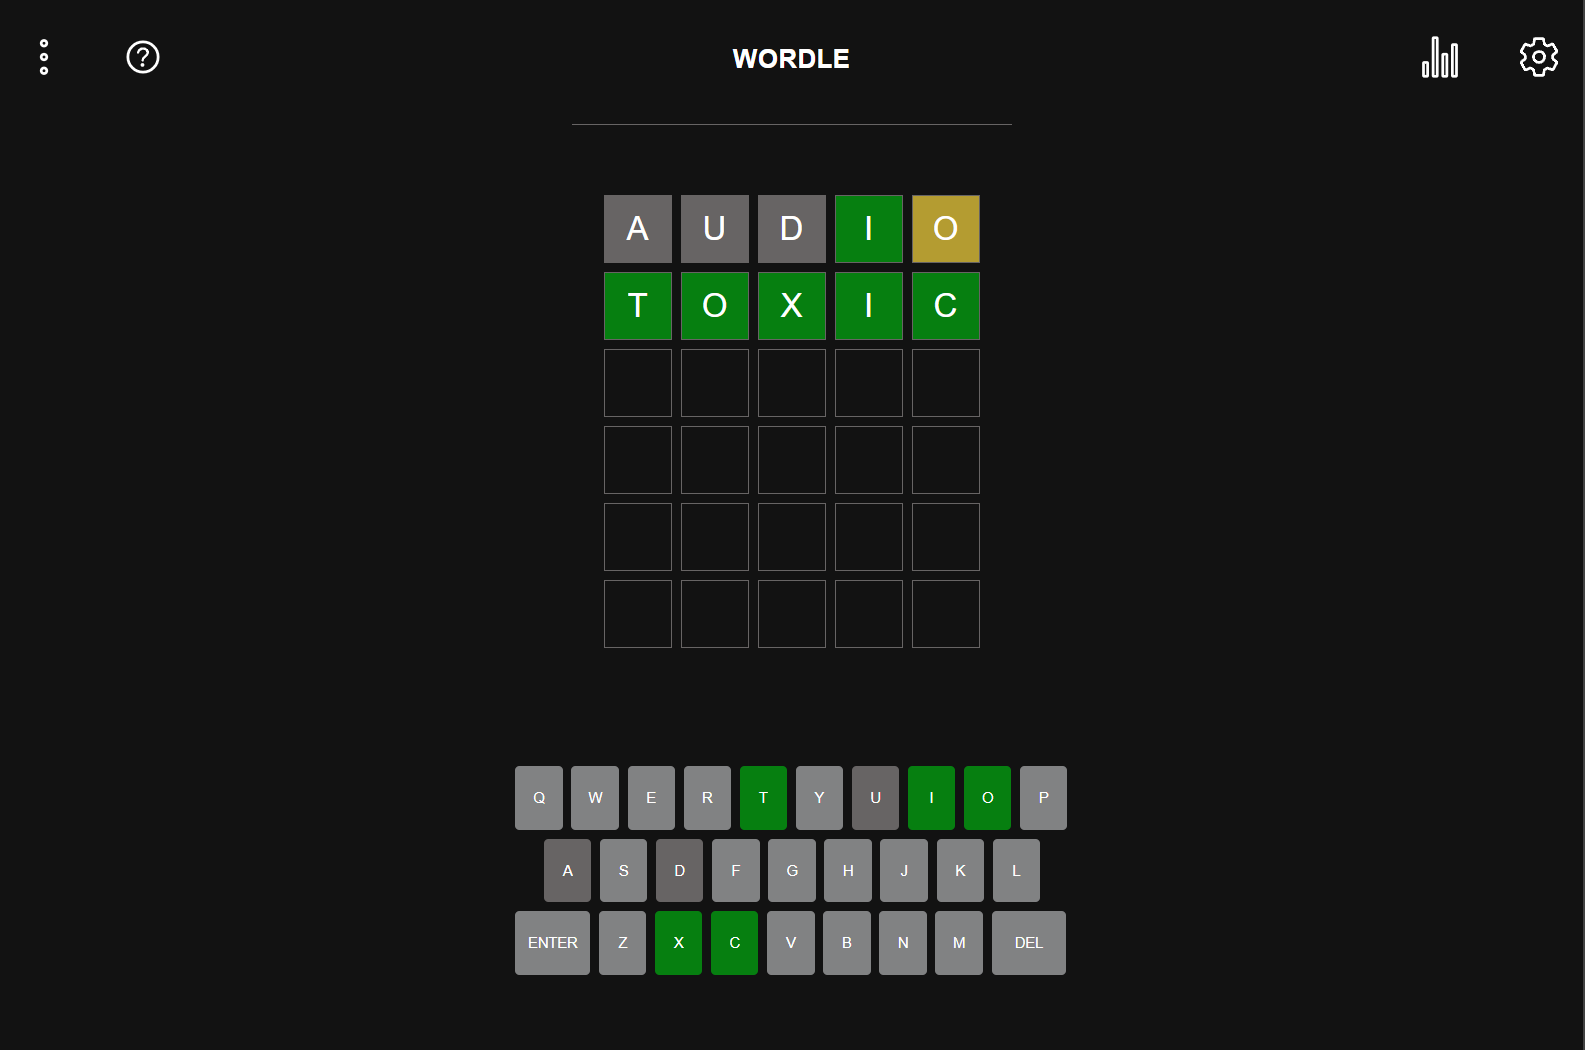 WORDLE
A U D I O
T O X I C
Q W E R T Y U I O P
A S D F G H J K L
ENTER Z X C V B N M DEL